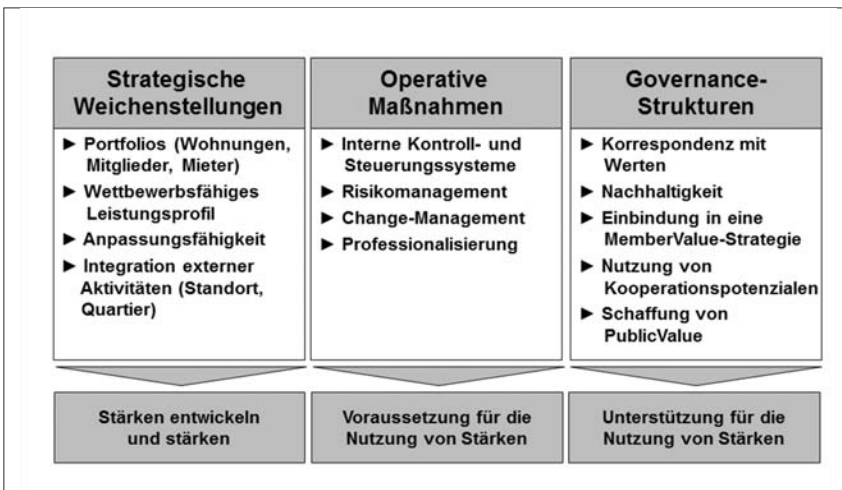 Strategische
Weichenstellungen
► Portfolios (Wohnungen,
Mitglieder, Mieter)
► Wettbewerbsfähiges
Leistungsprofil
► Anpassungsfähigkeit
► Integration externer
Aktivitäten (Standort,
Quartier)
Stärken entwickeln
und stärken
Operative
Maßnahmen
► Interne Kontroll- und
Steuerungssysteme
► Risikomanagement
► Change-Management
► Professionalisierung
Voraussetzung für die
Nutzung von Stärken
Governance-
Strukturen
► Korrespondenz mit
Werten
► Nachhaltigkeit
► Einbindung in eine
MemberValue-Strategie
► Nutzung von
Kooperationspotenzialen
► Schaffung von
PublicValue
Unterstützung für die
Nutzung von Stärken